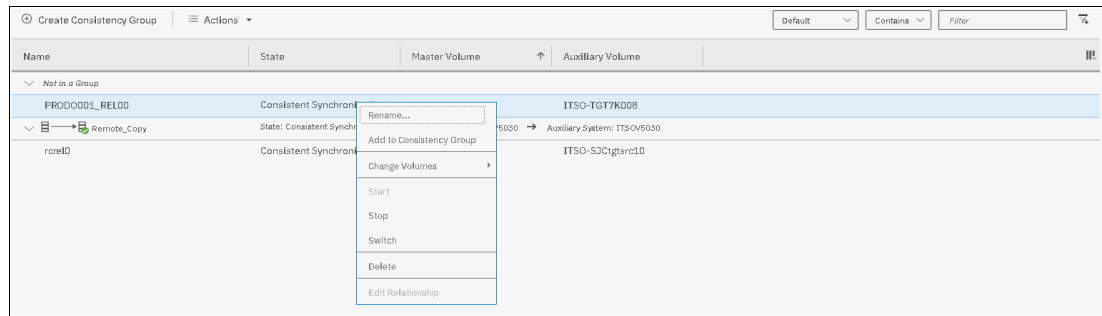 Create Consistency Group Actions Default Contains Filter
Name State Master Volume Auxiliary Volume
Not in a Group
PRODO001_REL00 Consistent Synchroni ITSO-TGT7K008
Rename...
Remote_Copy State: Consistent Synchr V5030 → Auxiliary System: ITSOV5030
Add to Consistency Group
rcrel0 Consistent Synchroni ITSO-SJCtgtsrc10
Change Volumes
Start
Stop
Switch
Delete
Edit Relationship